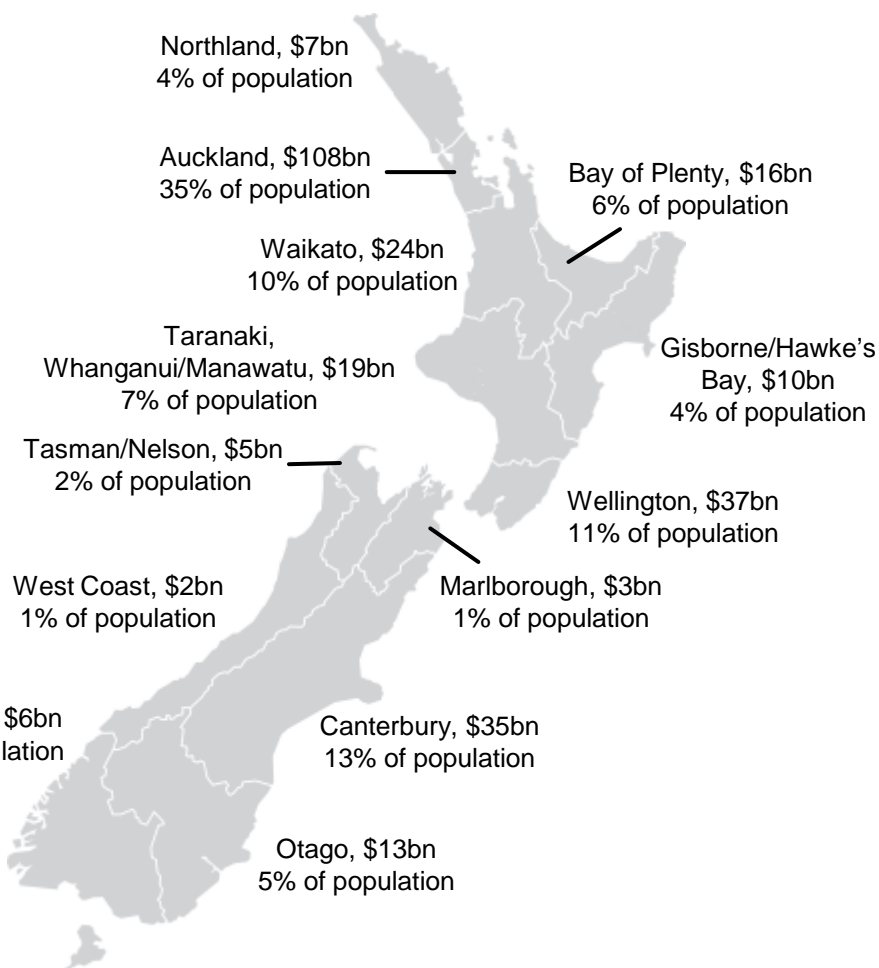 Northland, $7bn
4% of population
Auckland, $108bn
35% of population
Bay of Plenty, $16bn
6% of population
Waikato, $24bn
10% of population
Taranaki,
Whanganui/Manawatu, $19bn
7% of population
Gisborne/Hawke's
Bay, $10bn
4% of population
Tasman/Nelson, $5bn
2% of population
Wellington, $37bn
11% of population
West Coast, $2bn
1% of population
Marlborough, $3bn
1% of population
$6bn
lation
Canterbury, $35bn
13% of population
Otago, $13bn
5% of population